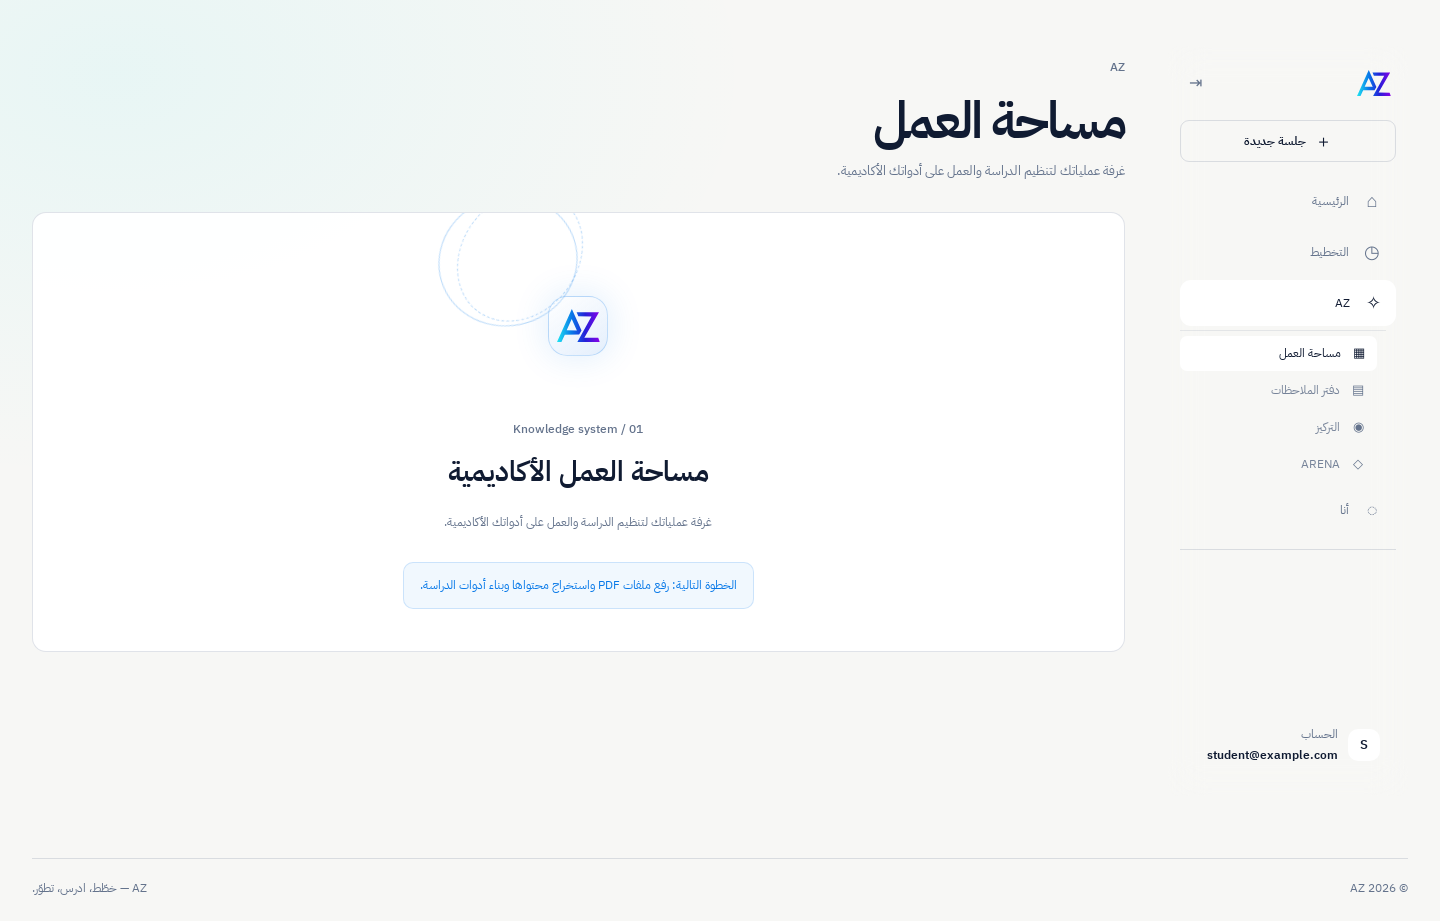 AZ
جلسة جديدة
الرئيسية
التخطيط
AZ
مساحة العمل
دفتر الملاحظات
التركيز
ARENA
أنا
الحساب
S
student@example.com
AZ
مساحة العمل
غرفة عملياتك لتنظيم الدراسة والعمل على أدواتك الأكاديمية.
AZ
Knowledge system / 01
مساحة العمل الأكاديمية
غرفة عملياتك لتنظيم الدراسة والعمل على أدواتك الأكاديمية.
الخطوة التالية: رفع ملفات PDF واستخراج محتواها وبناء أدوات الدراسة.
© 2026 AZ
AZ — خطّط، ادرس، تطوّر.